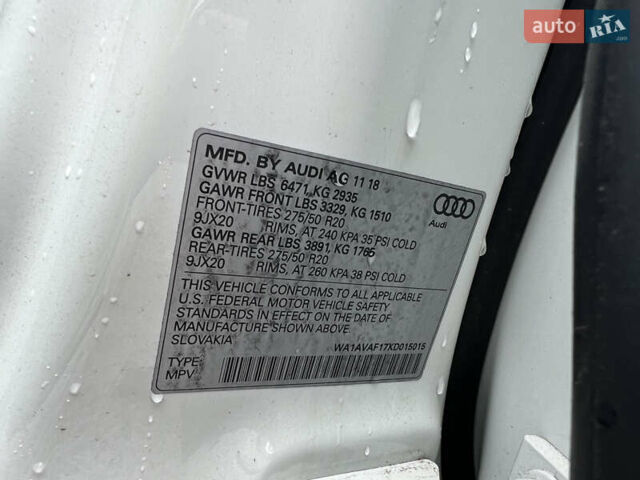 auto RIA
.com
MFD. BY AUDI AG 11 18
GVWR LBS 6471, KG 2935
GAWR FRONT LBS 3329, KG 1510
FRONT-TIRES 275/50 R20
9JX20 RIMS, AT 240 KPA 35 PSI COLD
GAWR REAR LBS 3891, KG 1765
REAR-TIRES 275/50 R20
9JX20 RIMS, AT 260 KPA 38 PSI COLD
Audi
THIS VEHICLE CONFORMS TO ALL APPLICABLE
U.S. FEDERAL MOTOR VEHICLE SAFETY
STANDARDS IN EFFECT ON THE DATE OF
MANUFACTURE SHOWN ABOVE.
SLOVAKIA
WA1AVAF17KD015015
TYPE:
MPV